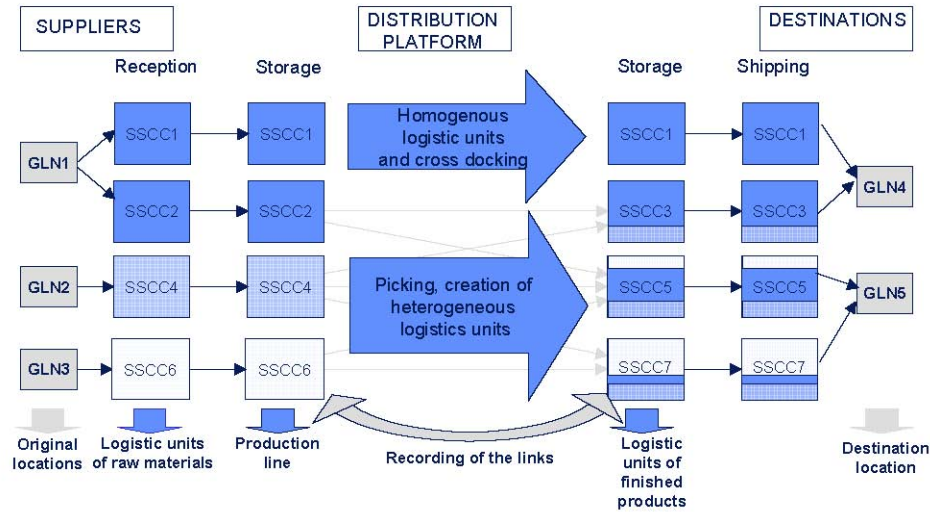 SUPPLIERS
DISTRIBUTION
PLATFORM
DESTINATIONS
Reception
Storage
Storage
Shipping
Homogenous
logistic units
and cross docking
SSCC1
SSCC1
SSCC1
SSCC1
GLN1
GLN4
SSCC2
SSCC2
SSCC3
SSCC3
GLN2
SSCC4
SSCC4
Picking, creation of
heterogeneous
logistics units
SSCC5
SSCC5
GLN5
GLN3
SSCC6
SSCC6
SSCC7
SSCC7
Original
locations
Logistic units
of raw materials
Production
line
Recording of the links
Logistic
units of
finished
products
Destination
location